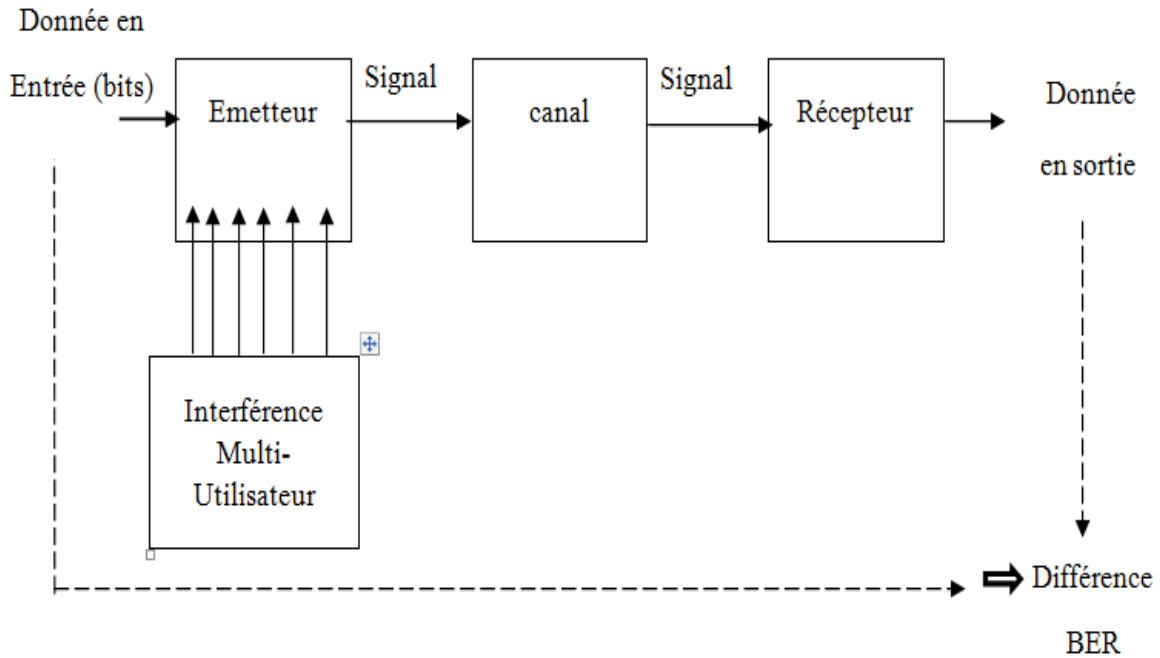 Donnée en
Entrée (bits)
Emetteur
Signal
canal
Signal
Récepteur
Donnée
en sortie
Interférence
Multi-
Utilisateur
Différence
BER